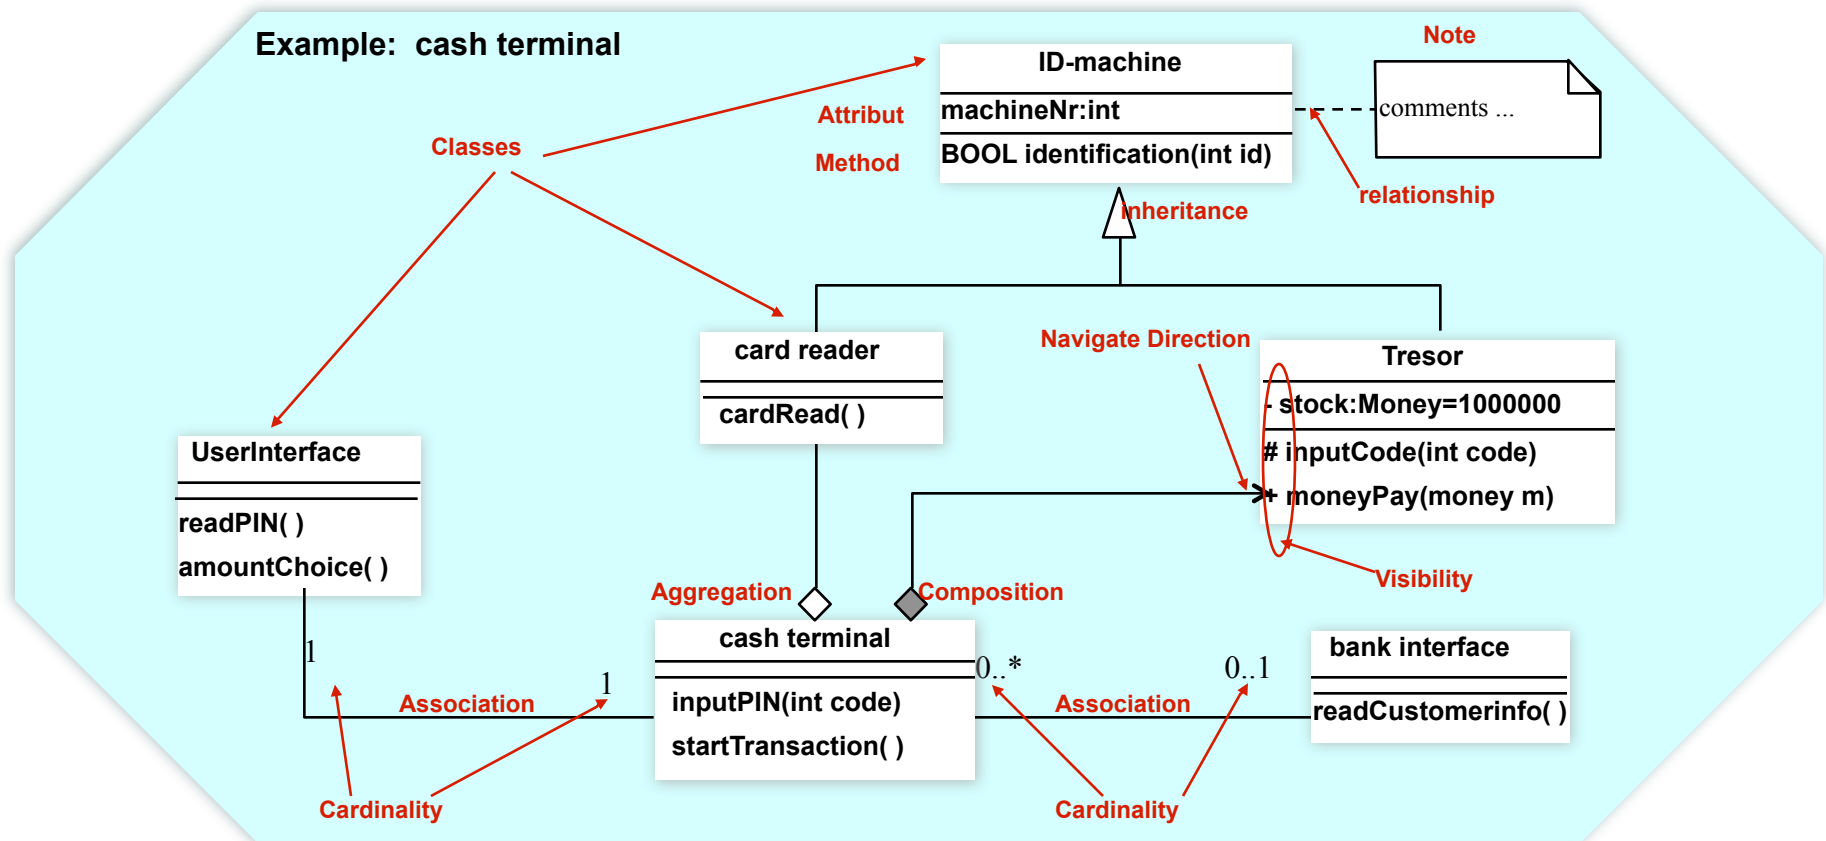 Example:  cash terminal
Note
ID-machine
Attribut
machineNr:int
comments ...
Classes
Method
BOOL identification(int id)
relationship
inheritance
Navigate Direction
card reader
cardRead( )
Tresor
- stock:Money=1000000
# inputCode(int code)
+ moneyPay(money m)
Visibility
UserInterface
readPIN( )
amountChoice( )
Aggregation
Composition
cash terminal
inputPIN(int code)
startTransaction( )
1
1
Association
Cardinality
0..*
0..1
Association
Cardinality
bank interface
readCustomerinfo( )